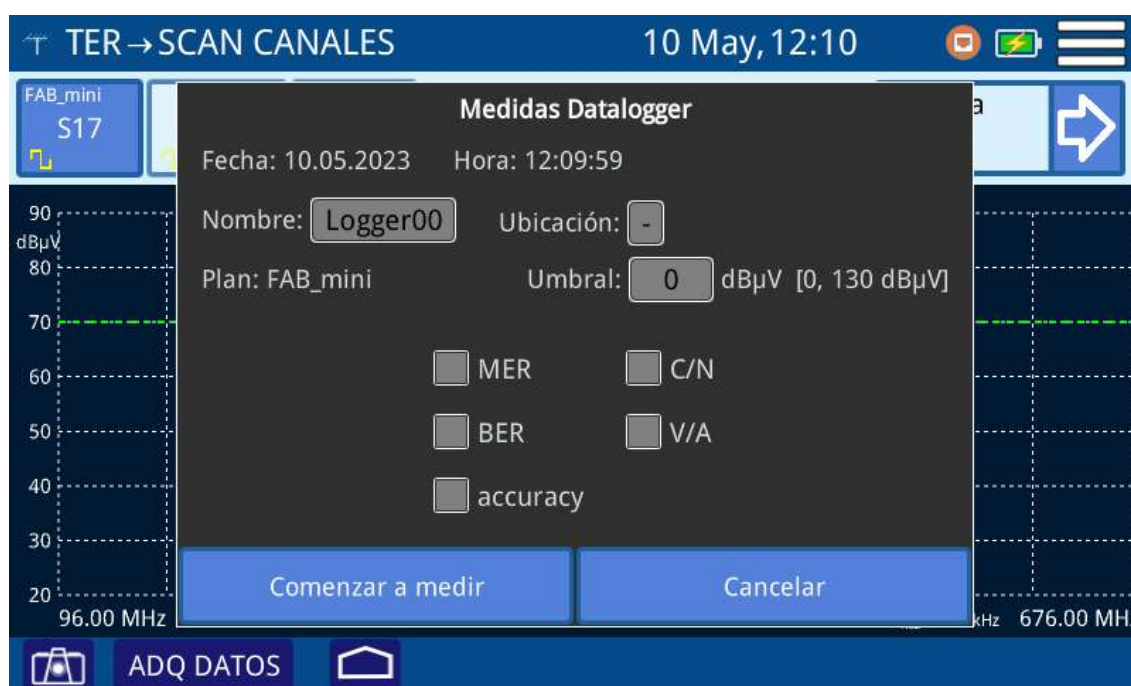 TER→SCAN CANALES 10 May, 12:10
FAB_mini
S17
a
Medidas Datalogger
Fecha: 10.05.2023 Hora: 12:09:59
Nombre: Logger00 Ubicación: -
Plan: FAB_mini Umbral: 0 dBµV [0, 130 dBµV]
MER C/N
BER V/A
accuracy
Comenzar a medir Cancelar
90
dBµV
80
70
60
50
40
30
20
96.00 MHz kHz 676.00 MH
ADQ DATOS